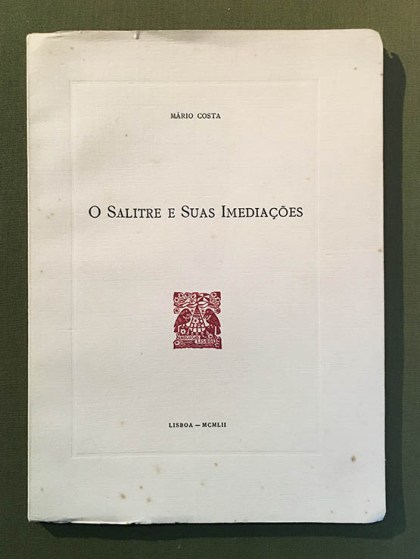 MÁRIO COSTA
O SALITRE E SUAS IMEDIAÇÕES
LISBOA — MCMLII